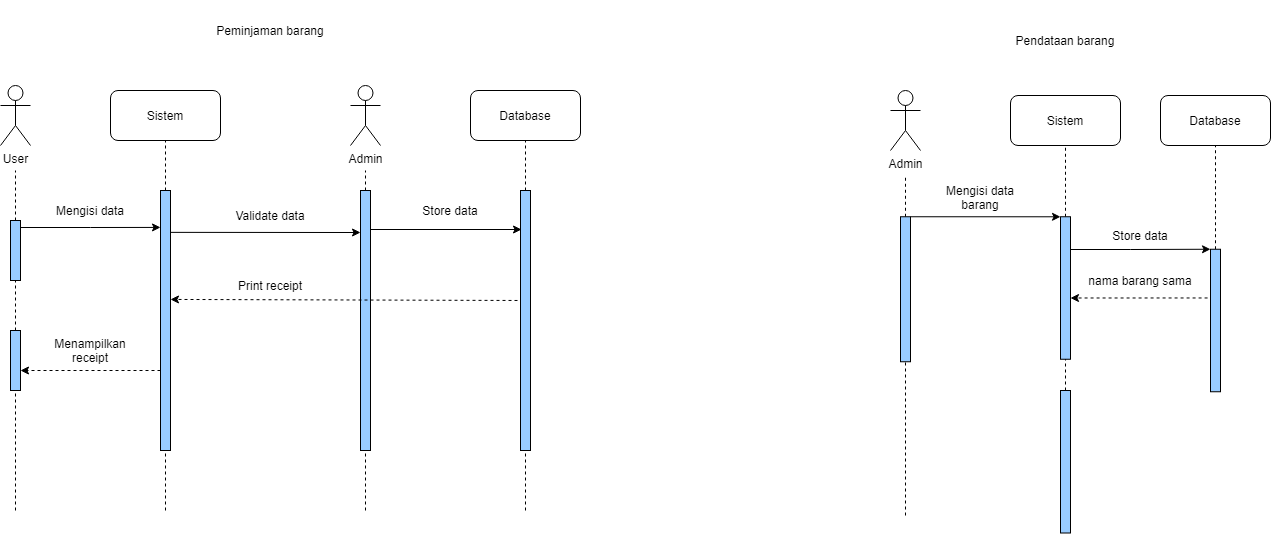 Peminjaman barang
User
Sistem
Admin
Database
Mengisi data
Validate data
Store data
Print receipt
Menampilkan
receipt
Pendataan barang
Admin
Sistem
Database
Mengisi data
barang
Store data
nama barang sama